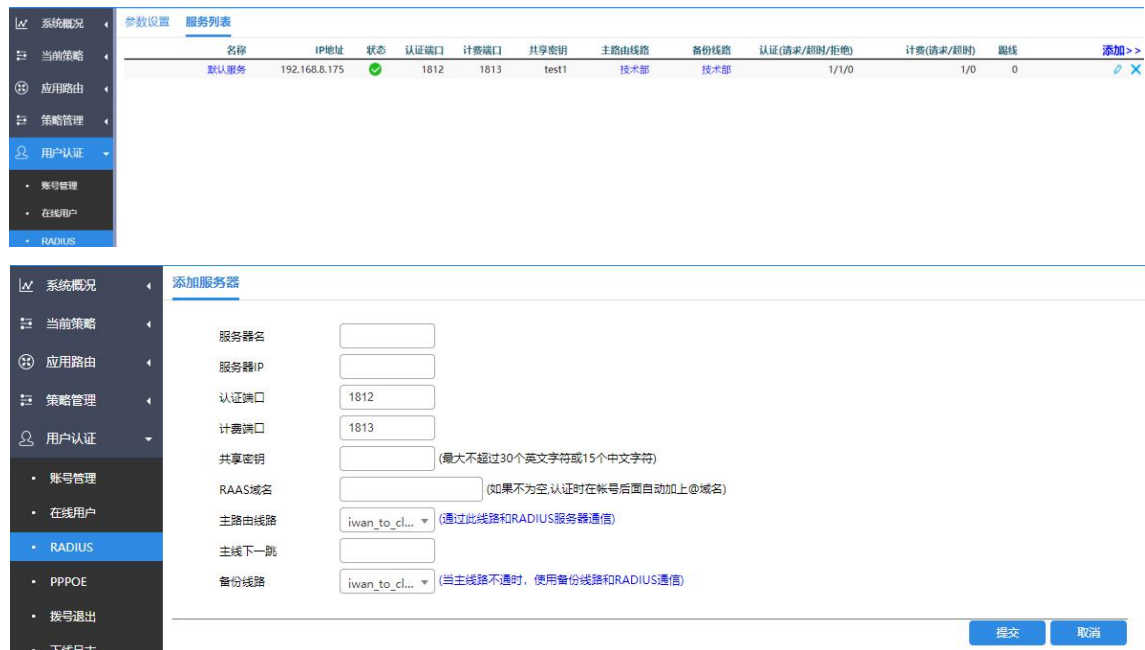 系统概况
参数设置 服务列表
名称 IP地址 状态 认证端口 计费端口 共享密钥 主路由线路 备份线路 认证(请求/超时/拒绝) 计费(请求/超时) 踢线 添加>>
当前策略
默认服务 192.168.8.175 1812 1813 test1 技术部 技术部 1/1/0 1/0 0
应用路由
策略管理
用户认证
• 账号管理
• 在线用户
• RADIUS
系统概况
添加服务器
当前策略
服务器名
应用路由
服务器IP
策略管理
认证端口 1812
用户认证
计费端口 1813
共享密钥 (最大不超过30个英文字符或15个中文字符)
• 账号管理
RAAS域名 (如果不为空,认证时在帐号后面自动加上@域名)
• 在线用户
主路由线路 iwan_to_cl... (通过此线路和RADIUS服务器通信)
• RADIUS
主线下一跳
• PPPOE
备份线路 iwan_to_cl... (当主线路不通时，使用备份线路和RADIUS通信)
• 拨号退出
提交 取消
• 下线日志